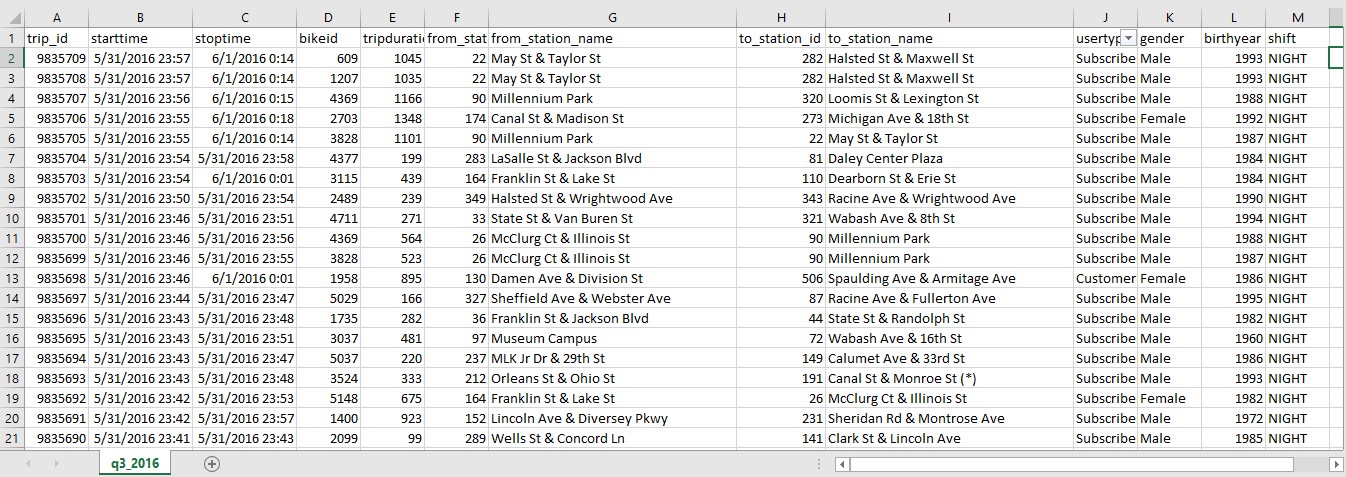 A B C D E F G H I J K L M
1 trip_id starttime stoptime bikeid tripdurati from_stat from_station_name to_station_id to_station_name usertyp gender birthyear shift
2 9835709 5/31/2016 23:57 6/1/2016 0:14 609 1045 22 May St & Taylor St 282 Halsted St & Maxwell St Subscribe Male 1993 NIGHT
3 9835708 5/31/2016 23:57 6/1/2016 0:14 1207 1035 22 May St & Taylor St 282 Halsted St & Maxwell St Subscribe Male 1993 NIGHT
4 9835707 5/31/2016 23:56 6/1/2016 0:15 4369 1166 90 Millennium Park 320 Loomis St & Lexington St Subscribe Male 1988 NIGHT
5 9835706 5/31/2016 23:55 6/1/2016 0:18 2703 1348 174 Canal St & Madison St 273 Michigan Ave & 18th St Subscribe Female 1992 NIGHT
6 9835705 5/31/2016 23:55 6/1/2016 0:14 3828 1101 90 Millennium Park 22 May St & Taylor St Subscribe Male 1987 NIGHT
7 9835704 5/31/2016 23:54 5/31/2016 23:58 4377 199 283 LaSalle St & Jackson Blvd 81 Daley Center Plaza Subscribe Male 1984 NIGHT
8 9835703 5/31/2016 23:54 6/1/2016 0:01 3115 439 164 Franklin St & Lake St 110 Dearborn St & Erie St Subscribe Male 1984 NIGHT
9 9835702 5/31/2016 23:50 5/31/2016 23:54 2489 239 349 Halsted St & Wrightwood Ave 343 Racine Ave & Wrightwood Ave Subscribe Male 1990 NIGHT
10 9835701 5/31/2016 23:46 5/31/2016 23:51 4711 271 33 State St & Van Buren St 321 Wabash Ave & 8th St Subscribe Male 1994 NIGHT
11 9835700 5/31/2016 23:46 5/31/2016 23:56 4369 564 26 McClurg Ct & Illinois St 90 Millennium Park Subscribe Male 1988 NIGHT
12 9835699 5/31/2016 23:46 5/31/2016 23:55 3828 523 26 McClurg Ct & Illinois St 90 Millennium Park Subscribe Male 1987 NIGHT
13 9835698 5/31/2016 23:46 6/1/2016 0:01 1958 895 130 Damen Ave & Division St 506 Spaulding Ave & Armitage Ave Customer Female 1986 NIGHT
14 9835697 5/31/2016 23:44 5/31/2016 23:47 5029 166 327 Sheffield Ave & Webster Ave 87 Racine Ave & Fullerton Ave Subscribe Male 1995 NIGHT
15 9835696 5/31/2016 23:43 5/31/2016 23:48 1735 282 36 Franklin St & Jackson Blvd 44 State St & Randolph St Subscribe Male 1982 NIGHT
16 9835695 5/31/2016 23:43 5/31/2016 23:51 3037 481 97 Museum Campus 72 Wabash Ave & 16th St Subscribe Male 1960 NIGHT
17 9835694 5/31/2016 23:43 5/31/2016 23:47 5037 220 237 MLK Jr Dr & 29th St 149 Calumet Ave & 33rd St Subscribe Male 1986 NIGHT
18 9835693 5/31/2016 23:43 5/31/2016 23:48 3524 333 212 Orleans St & Ohio St 191 Canal St & Monroe St (*) Subscribe Male 1993 NIGHT
19 9835692 5/31/2016 23:42 5/31/2016 23:53 5148 675 164 Franklin St & Lake St 26 McClurg Ct & Illinois St Subscribe Female 1982 NIGHT
20 9835691 5/31/2016 23:42 5/31/2016 23:57 1400 923 152 Lincoln Ave & Diversey Pkwy 231 Sheridan Rd & Montrose Ave Subscribe Male 1972 NIGHT
21 9835690 5/31/2016 23:41 5/31/2016 23:43 2099 99 289 Wells St & Concord Ln 141 Clark St & Lincoln Ave Subscribe Male 1985 NIGHT
q3_2016